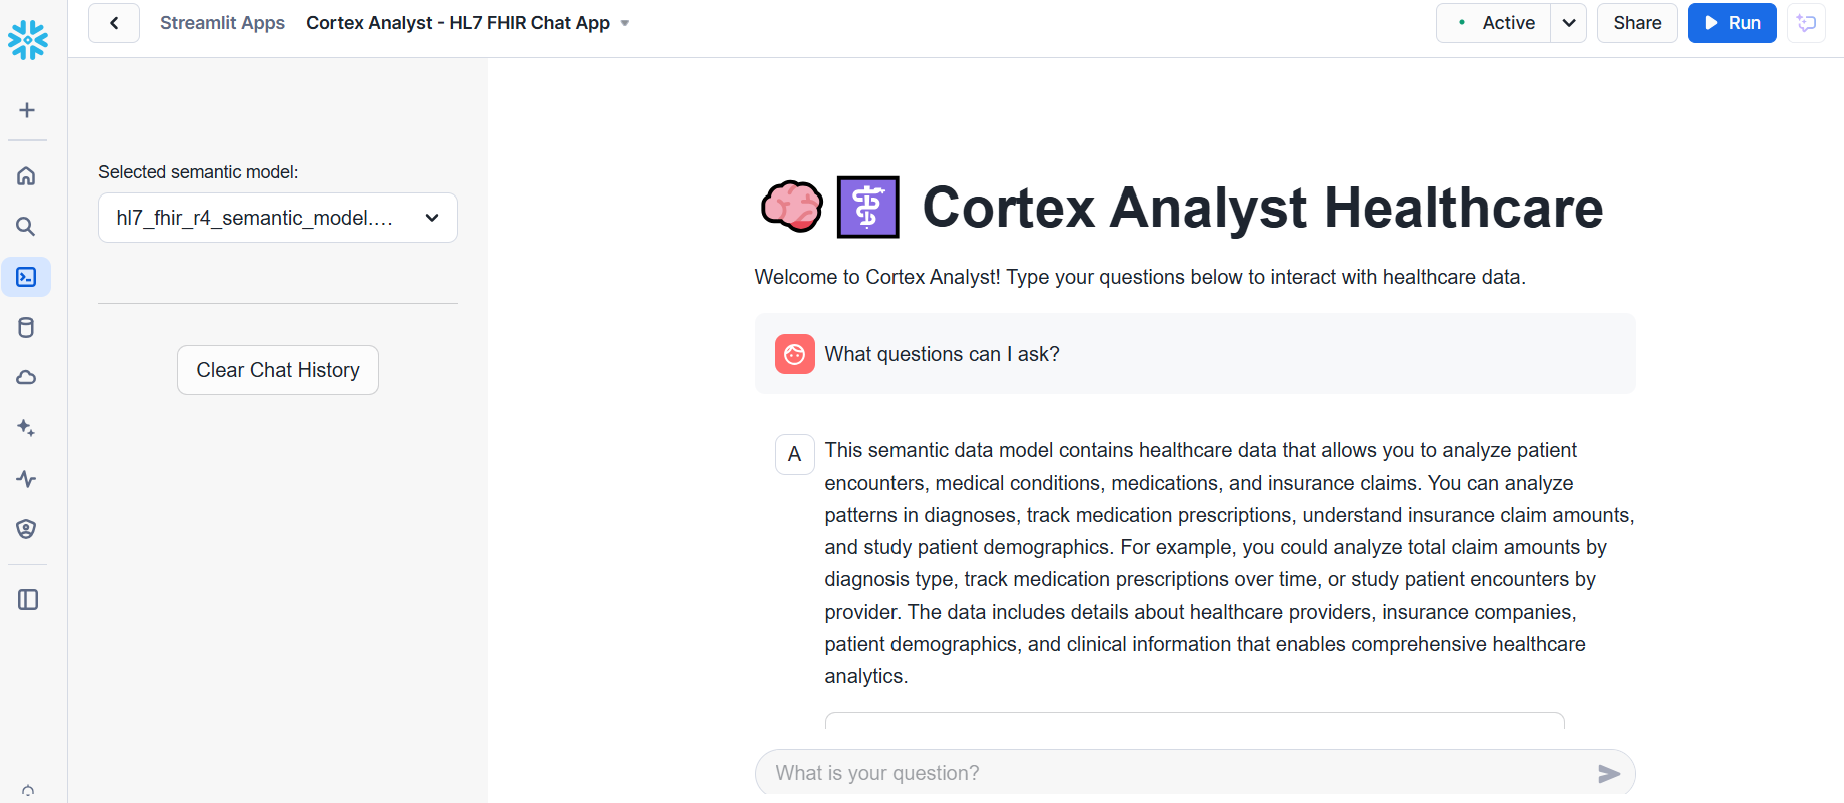 Streamlit Apps Cortex Analyst - HL7 FHIR Chat App
Active
Share
Run
Selected semantic model:
hl7_fhir_r4_semantic_model....
Clear Chat History
Cortex Analyst Healthcare
Welcome to Cortex Analyst! Type your questions below to interact with healthcare data.
What questions can I ask?
A
This semantic data model contains healthcare data that allows you to analyze patient
encounters, medical conditions, medications, and insurance claims. You can analyze
patterns in diagnoses, track medication prescriptions, understand insurance claim amounts,
and study patient demographics. For example, you could analyze total claim amounts by
diagnosis type, track medication prescriptions over time, or study patient encounters by
provider. The data includes details about healthcare providers, insurance companies,
patient demographics, and clinical information that enables comprehensive healthcare
analytics.
What is your question?